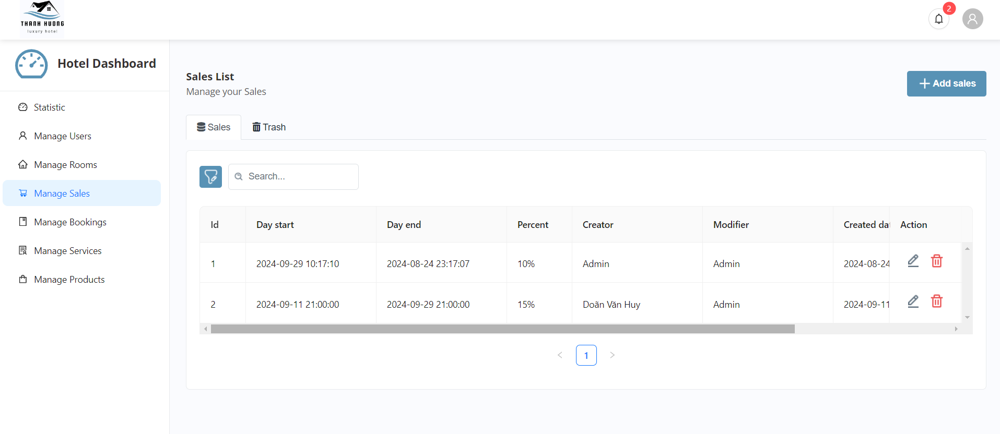 THANH HUONG
luxury hotel
2
Hotel Dashboard
Statistic
Manage Users
Manage Rooms
Manage Sales
Manage Bookings
Manage Services
Manage Products
Sales List
Manage your Sales
Add sales
Sales Trash
Search...
Id Day start Day end Percent Creator Modifier Created da Action
1 2024-09-29 10:17:10 2024-08-24 23:17:07 10% Admin Admin 2024-08-24
2 2024-09-11 21:00:00 2024-09-29 21:00:00 15% Doãn Văn Huy Admin 2024-09-11
< 1 >